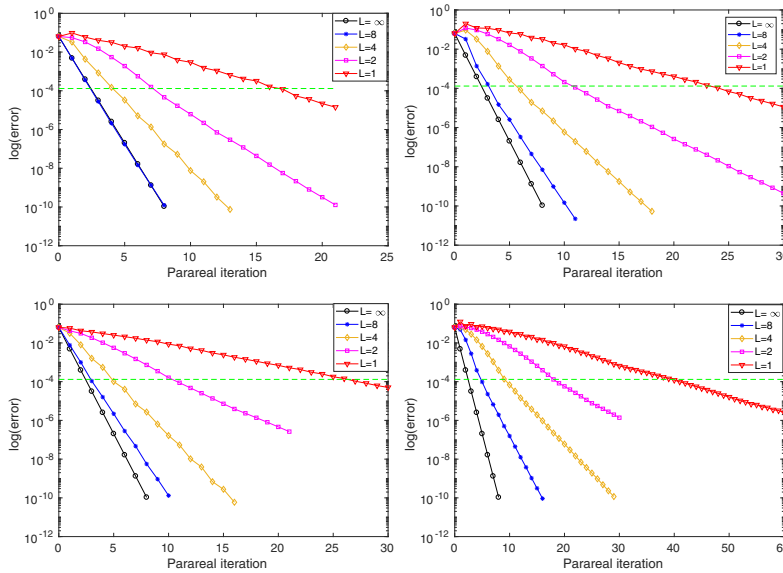 10^0
10^-2
10^-4
10^-6
10^-8
10^-10
10^-12
log(error)
0 5 10 15 20 25
Parareal iteration
L= ∞
L=8
L=4
L=2
L=1
10^0
10^-2
10^-4
10^-6
10^-8
10^-10
10^-12
log(error)
0 5 10 15 20 25 30
Parareal iteration
L= ∞
L=8
L=4
L=2
L=1
10^0
10^-2
10^-4
10^-6
10^-8
10^-10
10^-12
log(error)
0 5 10 15 20 25 30
Parareal iteration
L= ∞
L=8
L=4
L=2
L=1
10^0
10^-2
10^-4
10^-6
10^-8
10^-10
10^-12
log(error)
0 10 20 30 40 50 60
Parareal iteration
L= ∞
L=8
L=4
L=2
L=1